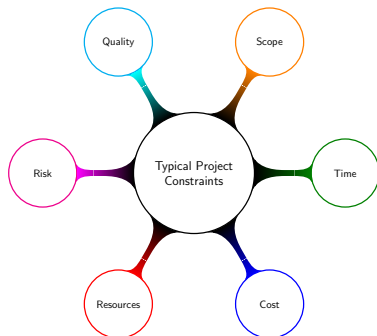 Quality
Scope
Typical Project
Constraints
Risk
Time
Resources
Cost